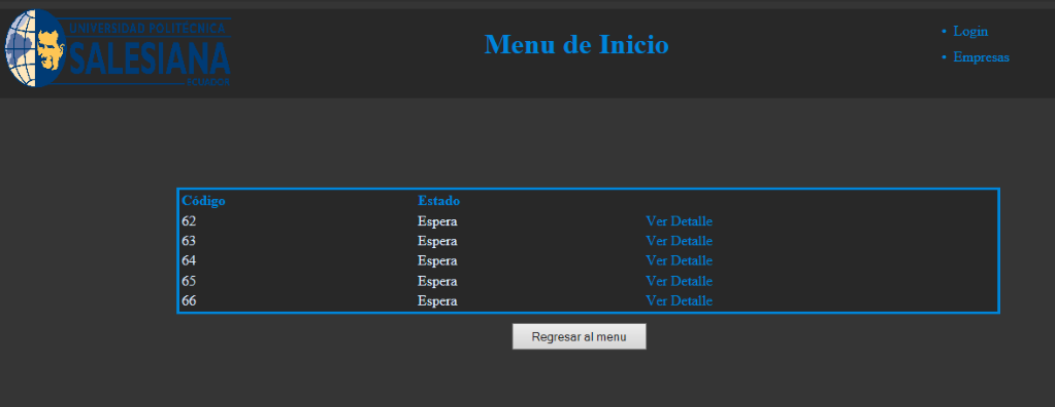 UNIVERSIDAD POLITÉCNICA
SALESIANA
ECUADOR
Menu de Inicio
• Login
• Empresas
Código Estado
62 Espera Ver Detalle
63 Espera Ver Detalle
64 Espera Ver Detalle
65 Espera Ver Detalle
66 Espera Ver Detalle
Regresar al menu